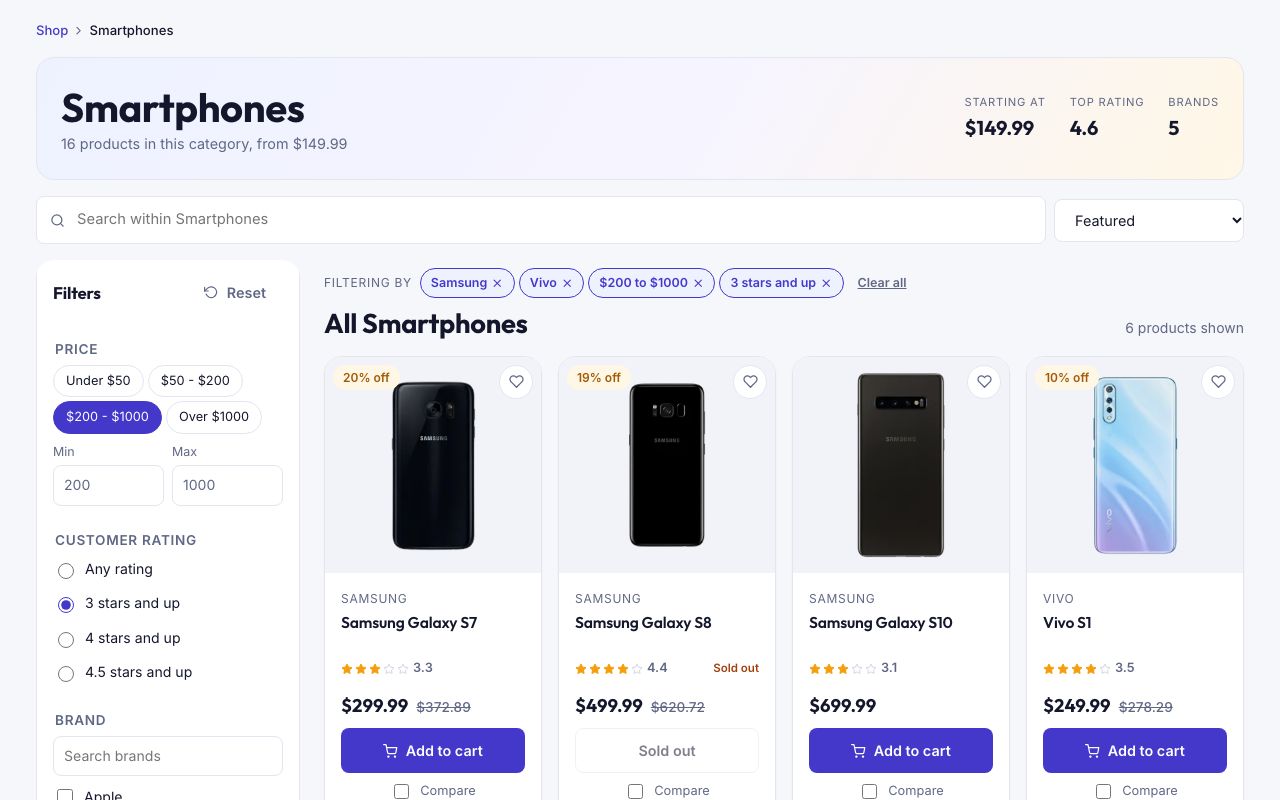 Shop > Smartphones
Smartphones
16 products in this category, from $149.99
STARTING AT
$149.99
TOP RATING
4.6
BRANDS
5
Search within Smartphones
Featured
Filters
Reset
PRICE
Under $50
$50 - $200
$200 - $1000
Over $1000
Min
Max
200
1000
CUSTOMER RATING
Any rating
3 stars and up
4 stars and up
4.5 stars and up
BRAND
Search brands
Apple
FILTERING BY
Samsung
Vivo
$200 to $1000
3 stars and up
Clear all
All Smartphones
6 products shown
20% off
SAMSUNG
SAMSUNG
Samsung Galaxy S7
3.3
$299.99 $372.89
Add to cart
Compare
19% off
SAMSUNG
SAMSUNG
Samsung Galaxy S8
4.4
Sold out
$499.99 $620.72
Sold out
Compare
SAMSUNG
SAMSUNG
Samsung Galaxy S10
3.1
$699.99
Add to cart
Compare
10% off
vivo
VIVO
Vivo S1
3.5
$249.99 $278.29
Add to cart
Compare